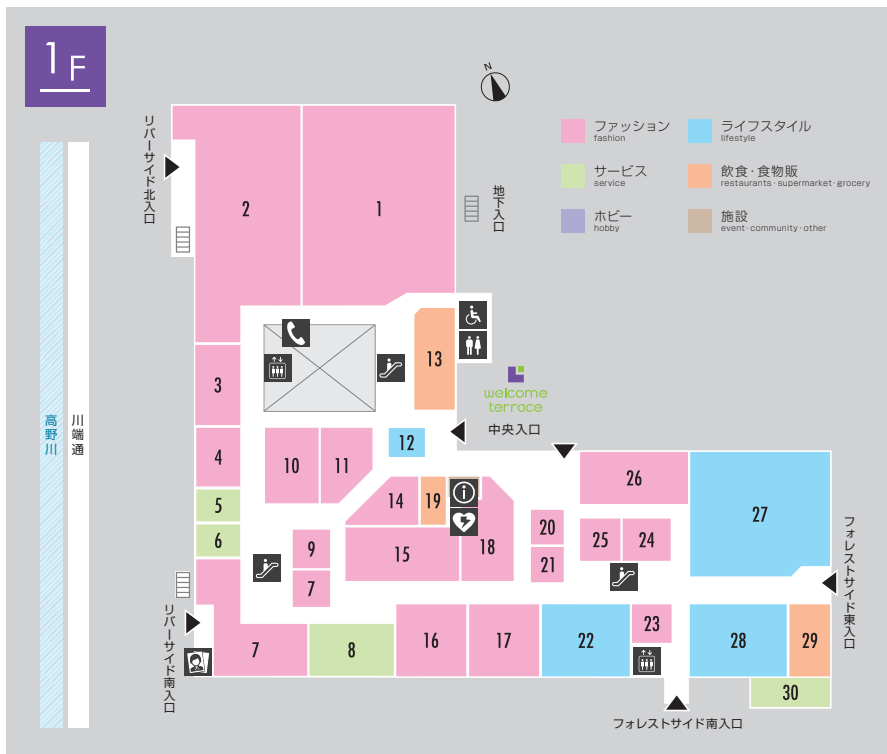 1F
N
ファッション
fashion
ライフスタイル
lifestyle
サービス
service
飲食・食物販
restaurants・supermarket・grocery
ホビー
hobby
施設
event・community・other
リバーサイド北入口
地下入口
2
1
13
3
welcome
terrace
中央入口
高野川
川端通
12
4
10
11
26
27
5
14
19
20
25
24
6
9
15
18
21
7
フォレストサイド東入口
リバーサイド南入口
7
8
16
17
22
23
28
29
30
フォレストサイド南入口